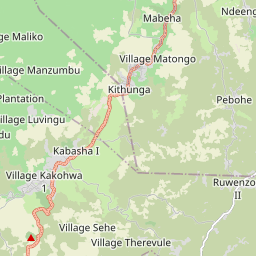 Ndeeng
Mabeha
ge Maliko
Village Matongo
Village Manzumbu
Kithunga
Plantation
Pebohe
Village Luvingu
du
Kabasha I
Village Kakohwa
1
Ruwenzo
II
Village Sehe
Village Therevule